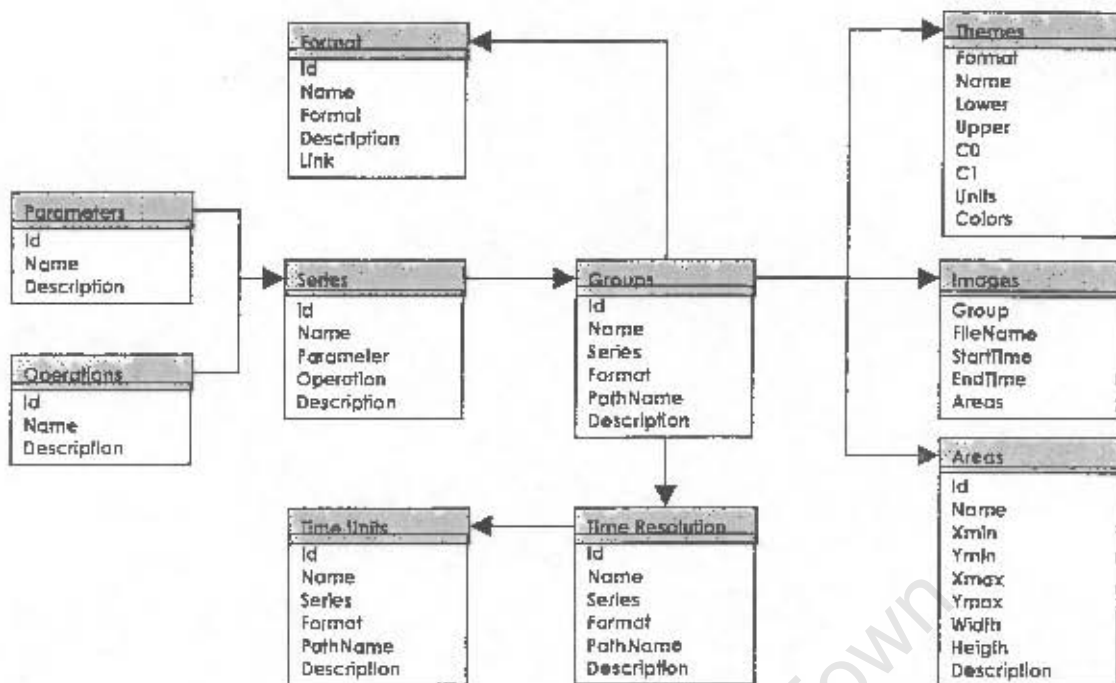 Format
Id
Name
Format
Description
Link
Themes
Format
Name
Lower
Upper
C0
C1
Units
Colors
Parameters
Id
Name
Description
Series
Id
Name
Parameter
Operation
Description
Groups
Id
Name
Series
Format
PathName
Description
Images
Group
FileName
StartTime
EndTime
Areas
Operations
Id
Name
Description
Areas
Id
Name
Xmin
Ymin
Xmax
Ymax
Width
Heigth
Description
Time Units
Id
Name
Series
Format
PathName
Description
Time Resolution
Id
Name
Series
Format
PathName
Description
Town